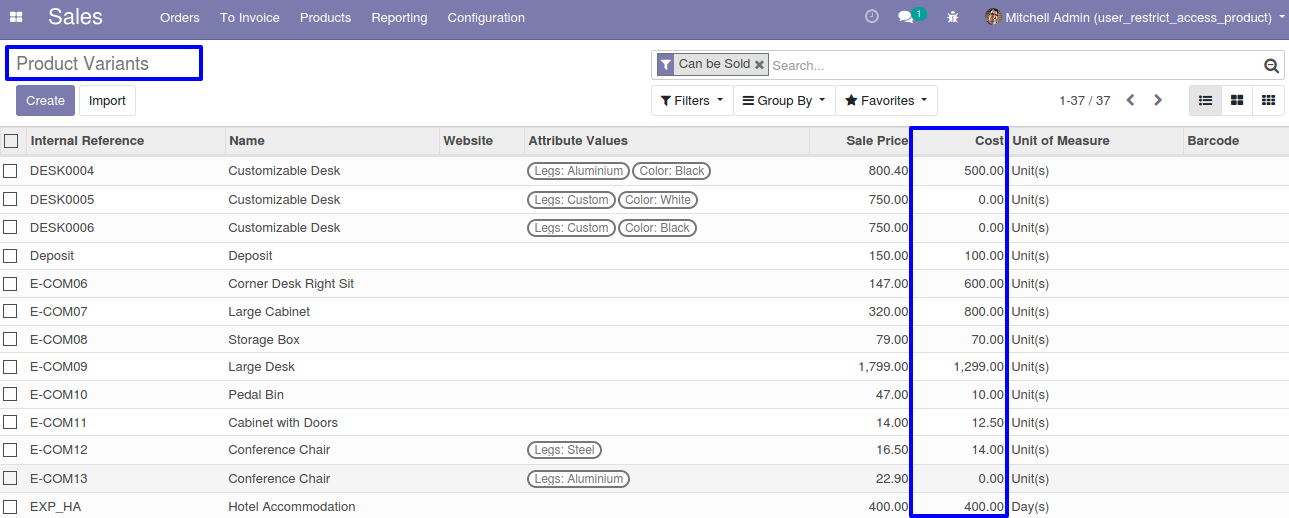 Sales Orders To Invoice Products Reporting Configuration 1 Mitchell Admin (user_restrict_access_product)
Product Variants Can be Sold Search...
Create Import Filters Group By Favorites 1-37 / 37
Internal Reference Name Website Attribute Values Sale Price Cost Unit of Measure Barcode
DESK0004 Customizable Desk Legs: Aluminium Color: Black 800.40 500.00 Unit(s)
DESK0005 Customizable Desk Legs: Custom Color: White 750.00 0.00 Unit(s)
DESK0006 Customizable Desk Legs: Custom Color: Black 750.00 0.00 Unit(s)
Deposit Deposit 150.00 100.00 Unit(s)
E-COM06 Corner Desk Right Sit 147.00 600.00 Unit(s)
E-COM07 Large Cabinet 320.00 800.00 Unit(s)
E-COM08 Storage Box 79.00 70.00 Unit(s)
E-COM09 Large Desk 1,799.00 1,299.00 Unit(s)
E-COM10 Pedal Bin 47.00 10.00 Unit(s)
E-COM11 Cabinet with Doors 14.00 12.50 Unit(s)
E-COM12 Conference Chair Legs: Steel 16.50 14.00 Unit(s)
E-COM13 Conference Chair Legs: Aluminium 22.90 0.00 Unit(s)
EXP_HA Hotel Accommodation 400.00 400.00 Day(s)